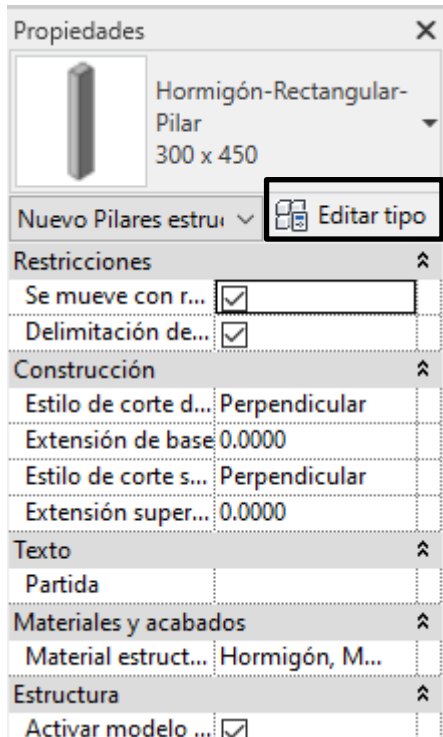 Propiedades
Hormigón-Rectangular-
Pilar
300 x 450
Nuevo Pilares estru
Editar tipo
Restricciones
Se mueve con r...
Delimitación de...
Construcción
Estilo de corte d... Perpendicular
Extensión de base 0.0000
Estilo de corte s... Perpendicular
Extensión super... 0.0000
Texto
Partida
Materiales y acabados
Material estruct... Hormigón, M...
Estructura
Activar modelo ...